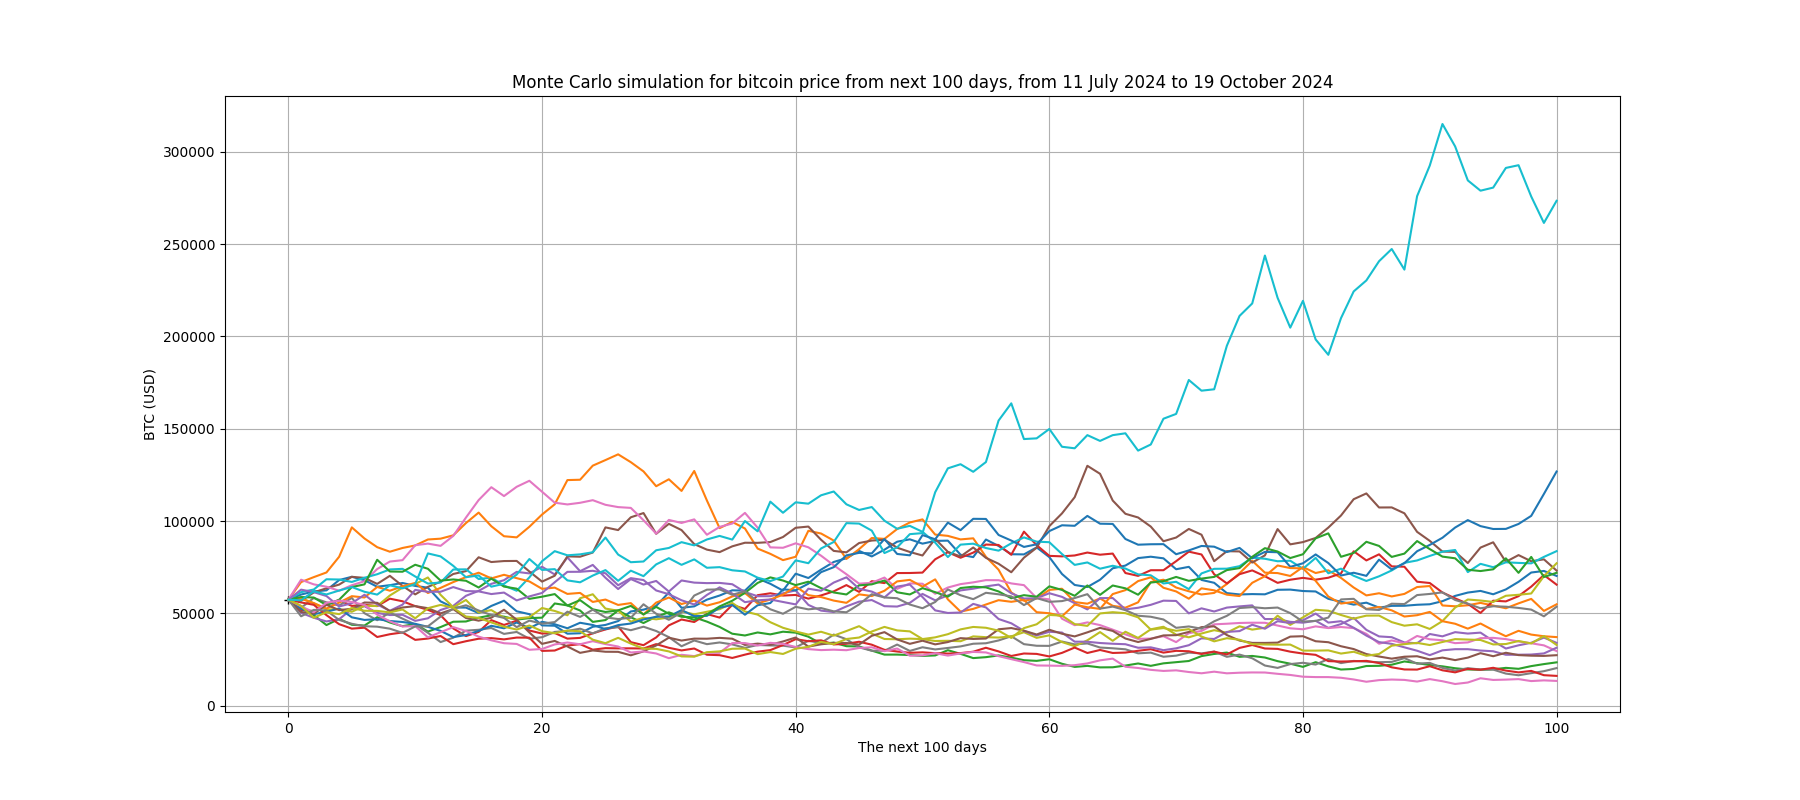 Monte Carlo simulation for bitcoin price from next 100 days, from 11 July 2024 to 19 October 2024
300000
250000
200000
150000
100000
50000
0
BTC (USD)
0 20 40 60 80 100
The next 100 days